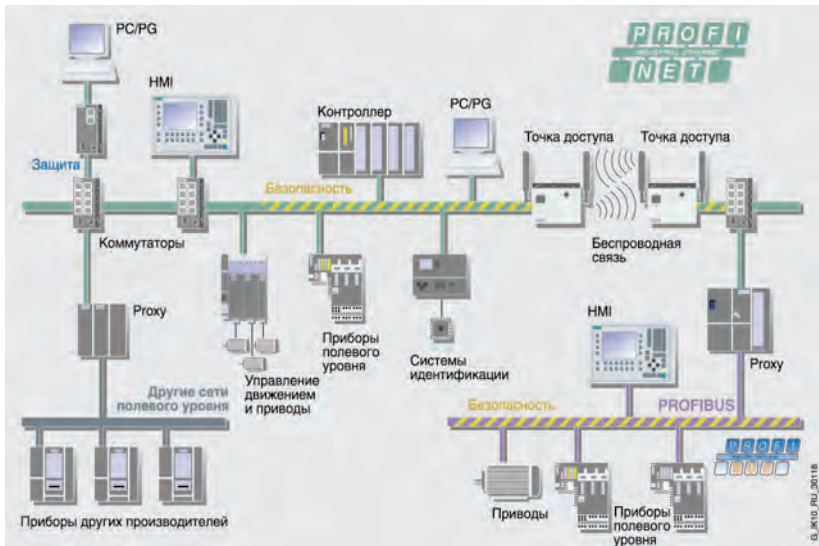 PC/PG
PROFI
INDUSTRIAL ETHERNET
NET
HMI
Контроллер
PC/PG
Точка доступа
Точка доступа
Защита
Безопасность
Коммутаторы
Беспроводная
связь
Proxy
HMI
Приборы
полевого
уровня
Системы
идентификации
Proxy
Управление
движением
и приводы
Другие сети
полевого уровня
Безопасность
PROFIBUS
PROFI
BUS
Приводы
Приборы
полевого
уровня
Приборы других производителей
G_IK10_RU_30118